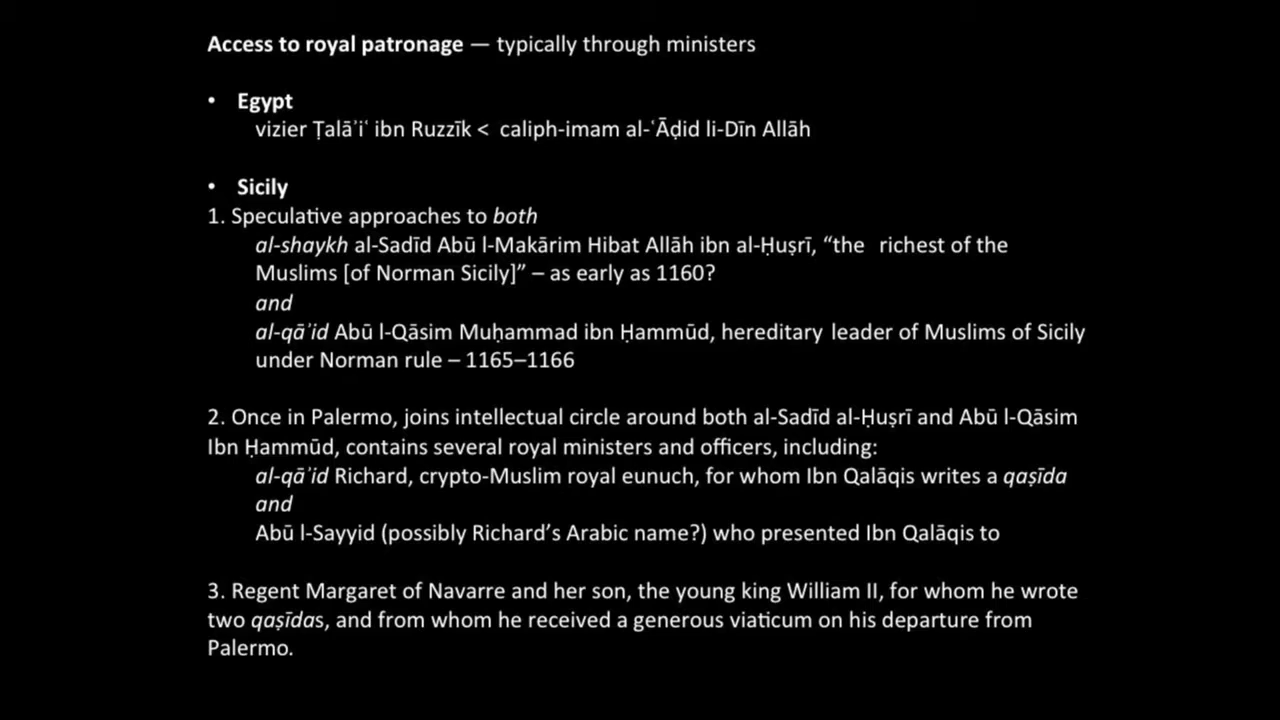 Access to royal patronage — typically through ministers
• Egypt
vizier Ṭalāʾiʿ ibn Ruzzīk < caliph-imam al-ʿĀḍid li-Dīn Allāh
• Sicily
1. Speculative approaches to both
al-shaykh al-Sadīd Abū l-Makārim Hibat Allāh ibn al-Ḥuṣrī, “the richest of the
Muslims [of Norman Sicily]” – as early as 1160?
and
al-qāʾid Abū l-Qāsim Muḥammad ibn Ḥammūd, hereditary leader of Muslims of Sicily
under Norman rule – 1165–1166
2. Once in Palermo, joins intellectual circle around both al-Sadīd al-Ḥuṣrī and Abū l-Qāsim
Ibn Ḥammūd, contains several royal ministers and officers, including:
al-qāʾid Richard, crypto-Muslim royal eunuch, for whom Ibn Qalāqis writes a qaṣīda
and
Abū l-Sayyid (possibly Richard’s Arabic name?) who presented Ibn Qalāqis to
3. Regent Margaret of Navarre and her son, the young king William II, for whom he wrote
two qaṣīdas, and from whom he received a generous viaticum on his departure from
Palermo.